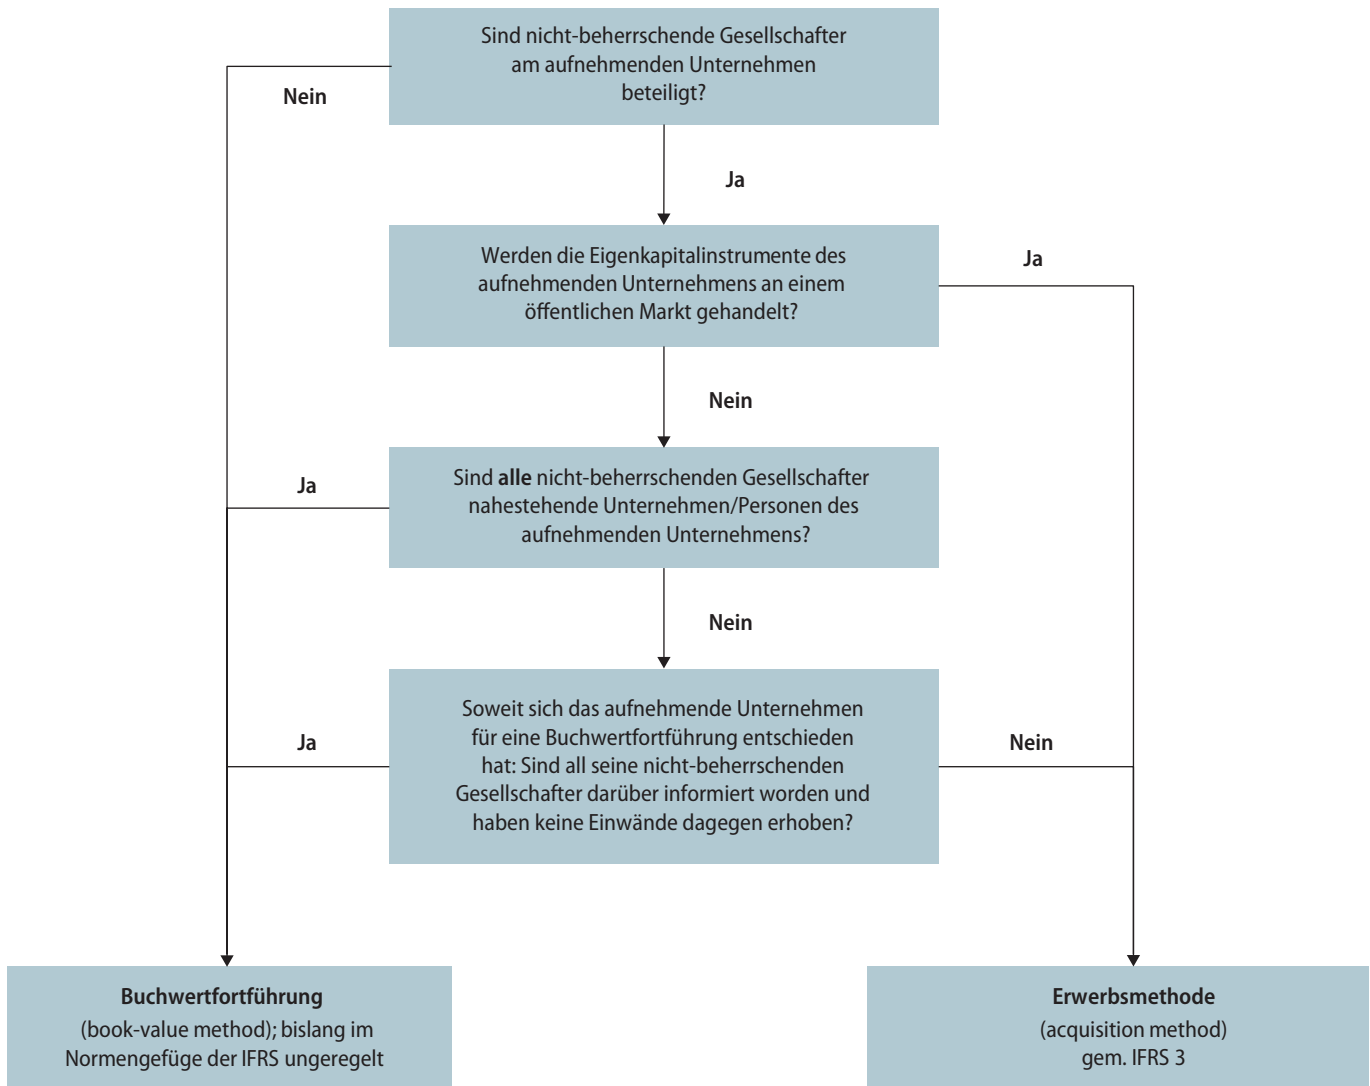 Sind nicht-beherrschende Gesellschafter
am aufnehmenden Unternehmen
beteiligt?
Nein
Ja
Werden die Eigenkapitalinstrumente des
aufnehmenden Unternehmens an einem
öffentlichen Markt gehandelt?
Ja
Nein
Sind alle nicht-beherrschenden Gesellschafter
nahestehende Unternehmen/Personen des
aufnehmenden Unternehmens?
Ja
Nein
Soweit sich das aufnehmende Unternehmen
für eine Buchwertfortführung entschieden
hat: Sind all seine nicht-beherrschenden
Gesellschafter darüber informiert worden und
haben keine Einwände dagegen erhoben?
Ja
Nein
Buchwertfortführung
(book-value method); bislang im
Normengefüge der IFRS ungeregelt
Erwerbsmethode
(acquisition method)
gem. IFRS 3